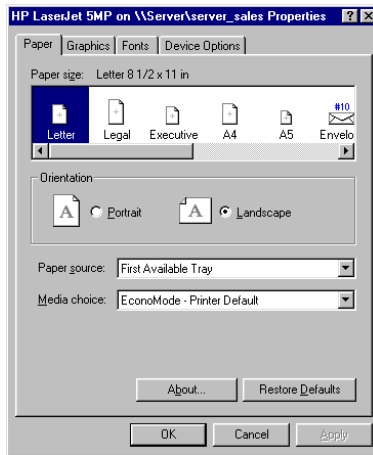 HP LaserJet 5MP on \\Server\server_sales Properties
Paper Graphics Fonts Device Options
Paper size: Letter 8 1/2 x 11 in
#10
Letter Legal Executive A4 A5 Envelo
Orientation
A Portrait A Landscape
Paper source: First Available Tray
Media choice: EconoMode - Printer Default
About... Restore Defaults
OK Cancel Apply